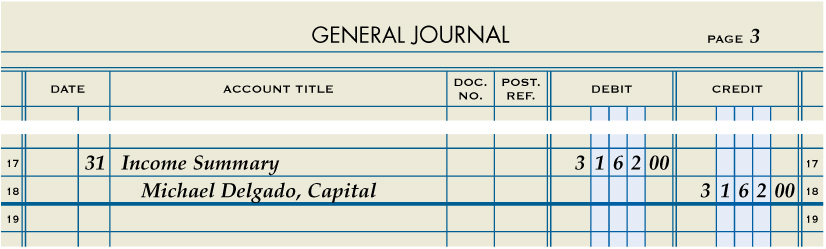 GENERAL JOURNAL PAGE 3
DATE ACCOUNT TITLE DOC. NO. POST. REF. DEBIT CREDIT
17 31 Income Summary 3 1 6 2 00 17
18 Michael Delgado, Capital 3 1 6 2 00 18
19 19